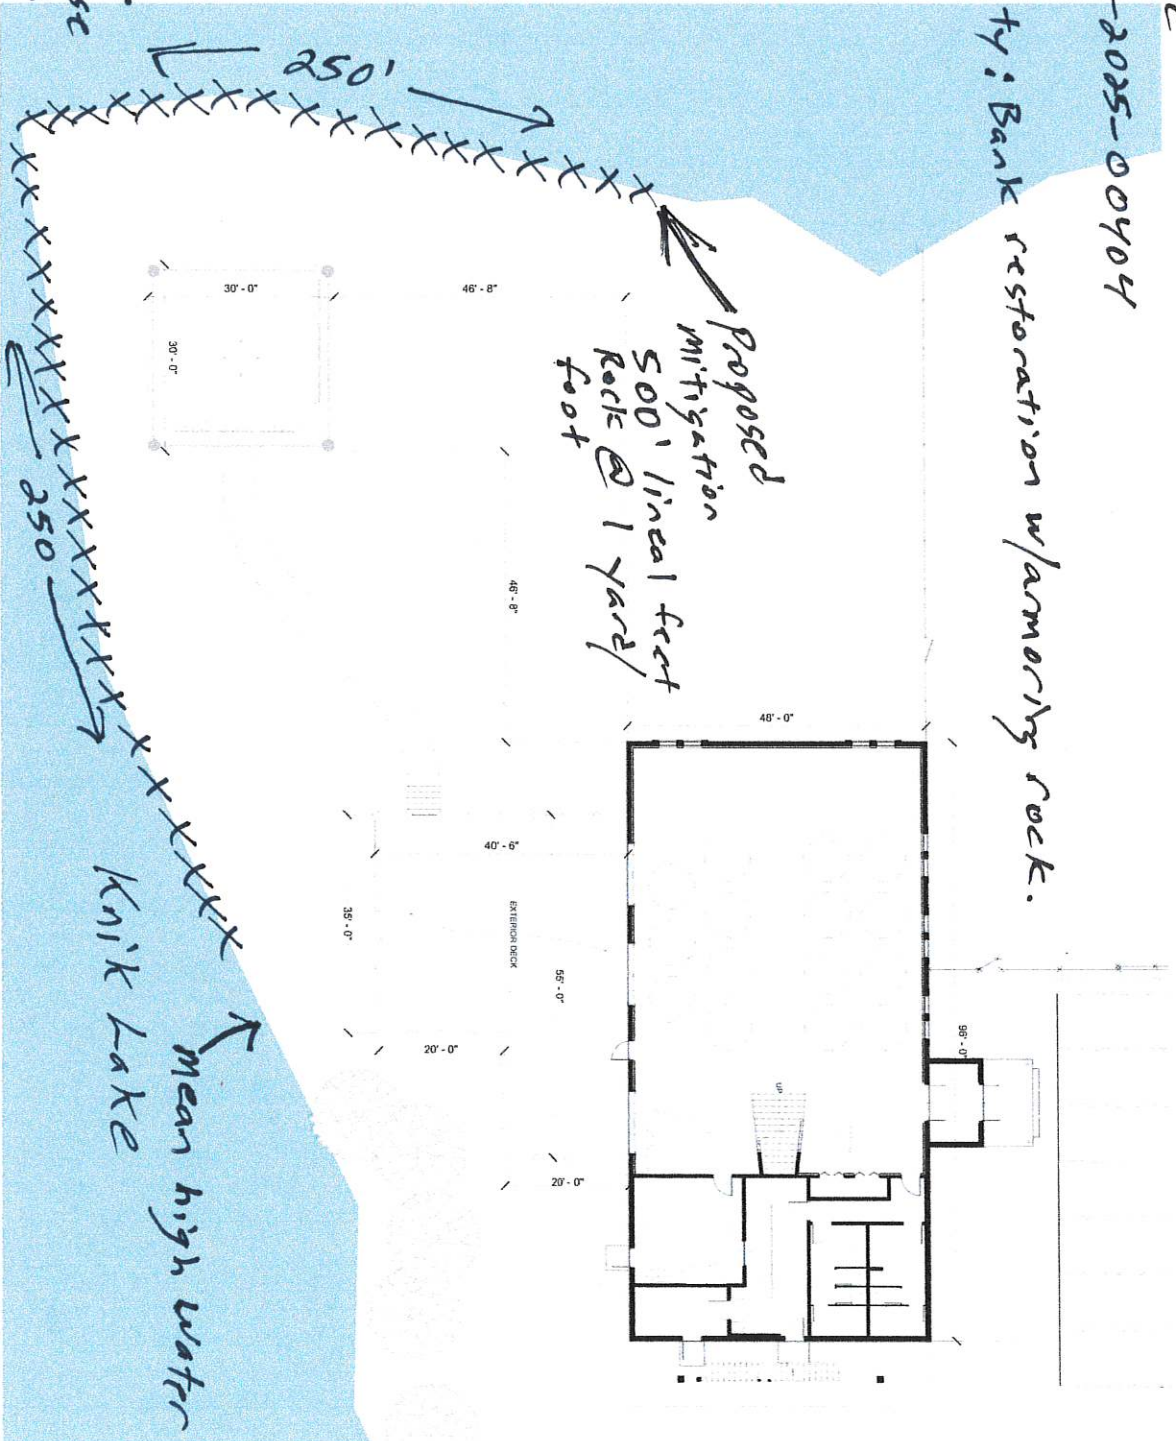 -2025-00404
ty: Bank restoration w/armoring rock.
250'
Proposed
Mitigation
500' lineal feet
Rock @ 1 yard/
foot
30' - 0"
46' - 8"
30' - 0"
46' - 8"
48' - 0"
40' - 6"
35' - 0"
EXTERIOR DECK
55' - 0"
96' - 0"
20' - 0"
UP
20' - 0"
250
Knik Lake
Mean high water